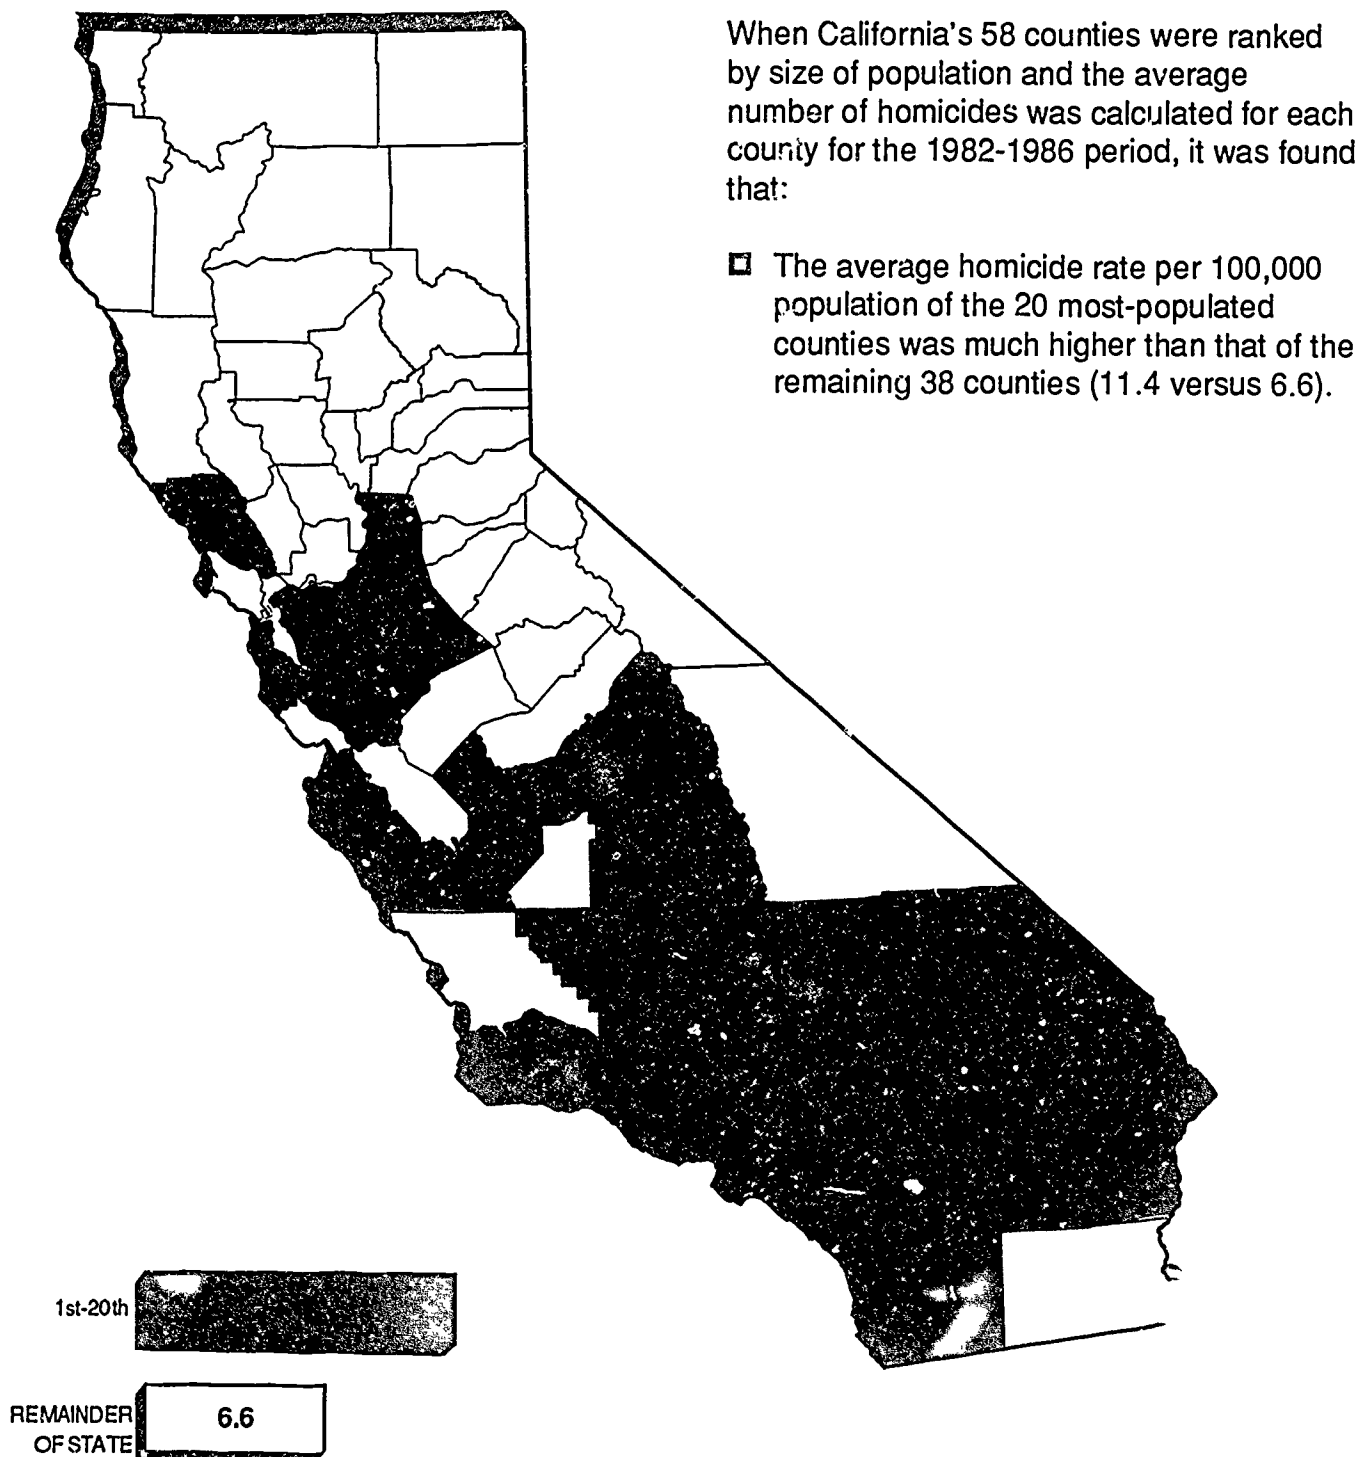 When California's 58 counties were ranked
by size of population and the average
number of homicides was calculated for each
county for the 1982-1986 period, it was found
that:
The average homicide rate per 100,000
population of the 20 most-populated
counties was much higher than that of the
remaining 38 counties (11.4 versus 6.6).
1st-20th
REMAINDER
OF STATE
6.6